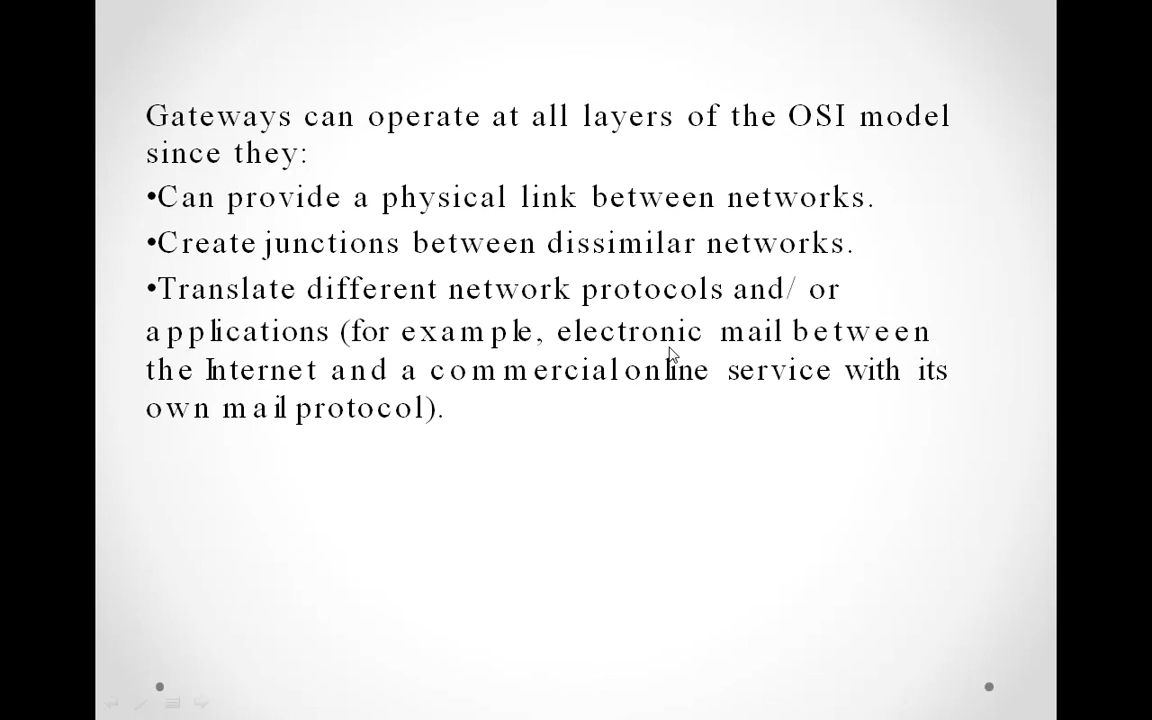 Gateways can operate at all layers of the OSI model
since they:
•Can provide a physical link between networks.
•Create junctions between dissimilar networks.
•Translate different network protocols and/ or
applications (for example, electronic mail between
the Internet and a commercial online service with its
own mail protocol).